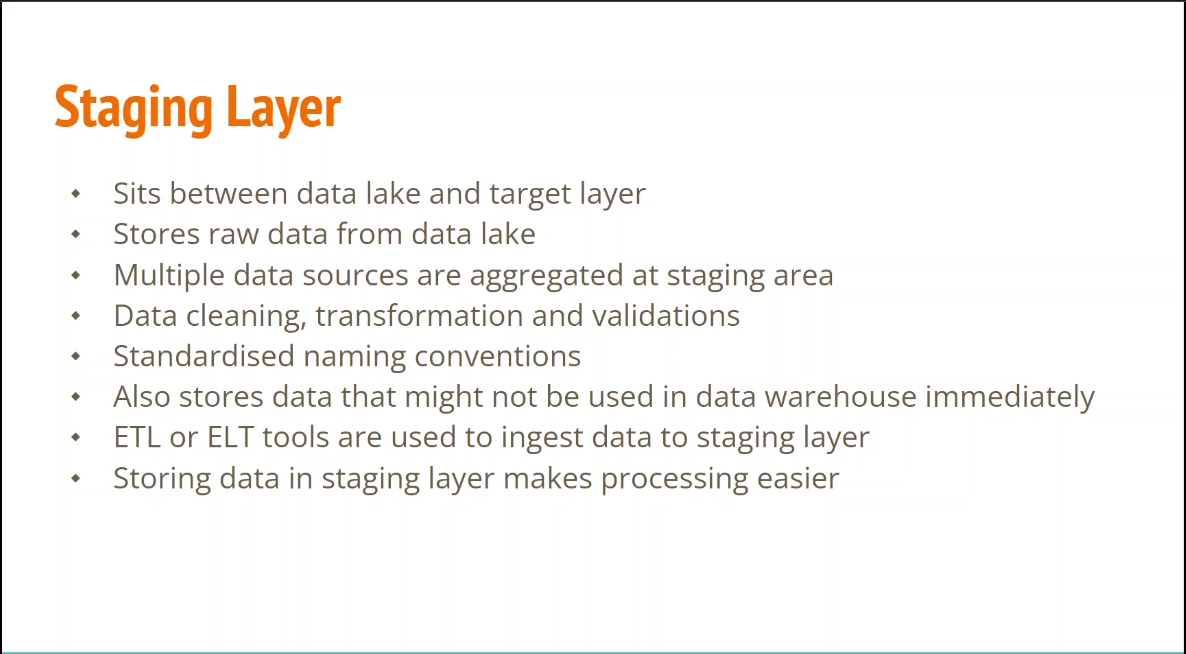 Staging Layer
Sits between data lake and target layer
Stores raw data from data lake
Multiple data sources are aggregated at staging area
Data cleaning, transformation and validations
Standardised naming conventions
Also stores data that might not be used in data warehouse immediately
ETL or ELT tools are used to ingest data to staging layer
Storing data in staging layer makes processing easier